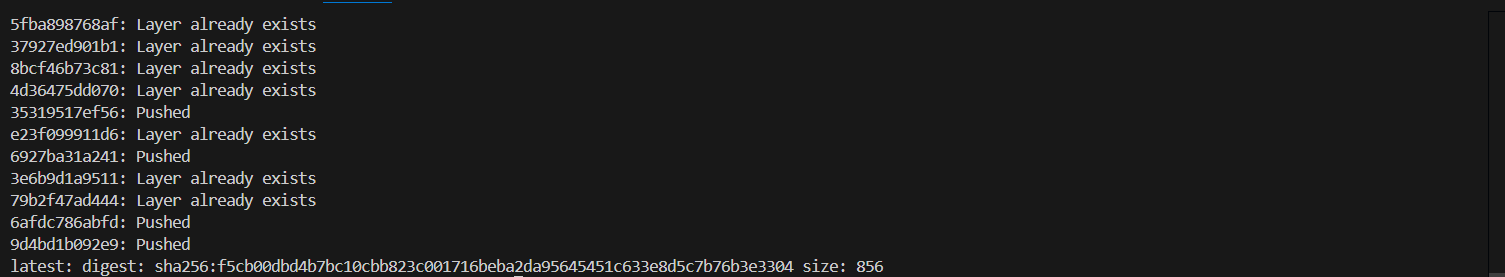 5fba898768af: Layer already exists
37927ed901b1: Layer already exists
8bcf46b73c81: Layer already exists
4d36475dd070: Layer already exists
35319517ef56: Pushed
e23f099911d6: Layer already exists
6927ba31a241: Pushed
3e6b9d1a9511: Layer already exists
79b2f47ad444: Layer already exists
6afdc786abfd: Pushed
9d4bd1b092e9: Pushed
latest: digest: sha256:f5cb00dbd4b7bc10cbb823c001716beba2da95645451c633e8d5c7b76b3e3304 size: 856